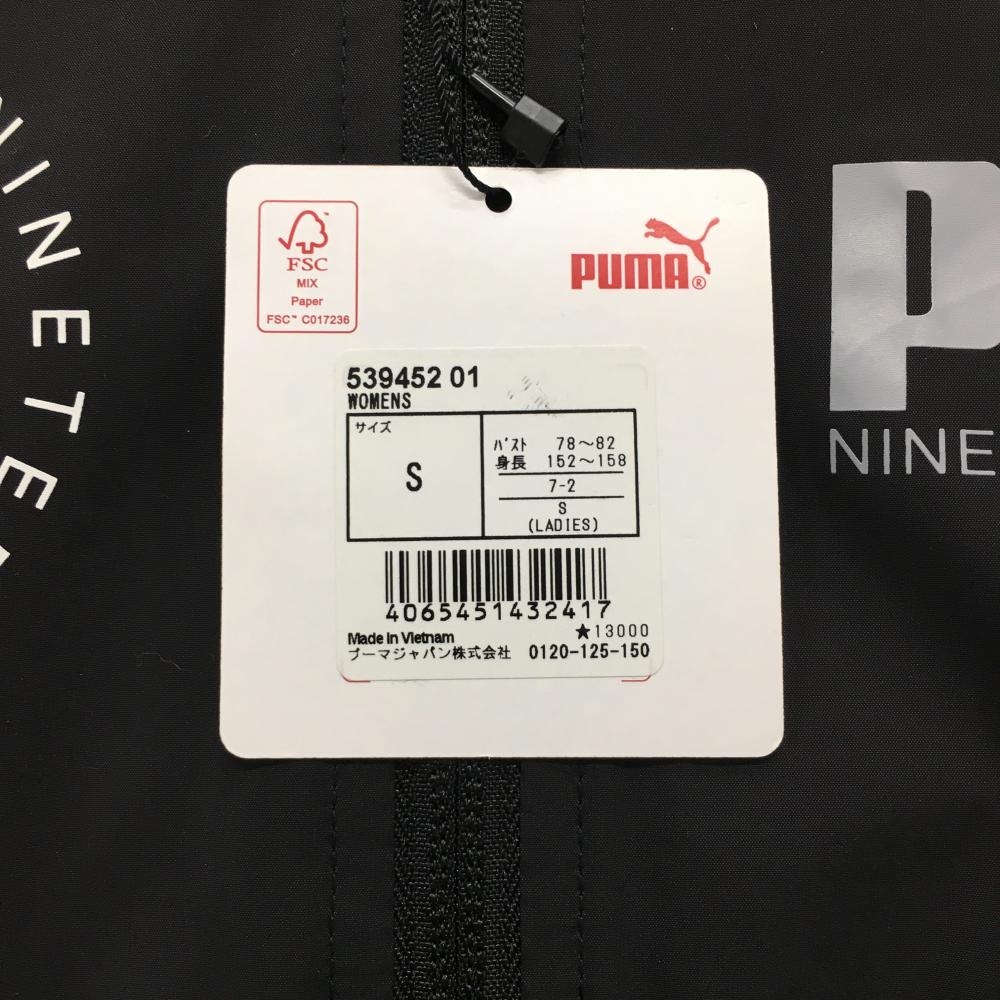 NINETEE
FSC™
MIX
Paper
FSC™ C017236
PUMA®
P
NINE
539452 01
WOMENS
サイズ
S
バスト 78～82
身長 152～158
7-2
S
(LADIES)
4065451432417
★13000
Made in Vietnam
プーマジャパン株式会社 0120-125-150